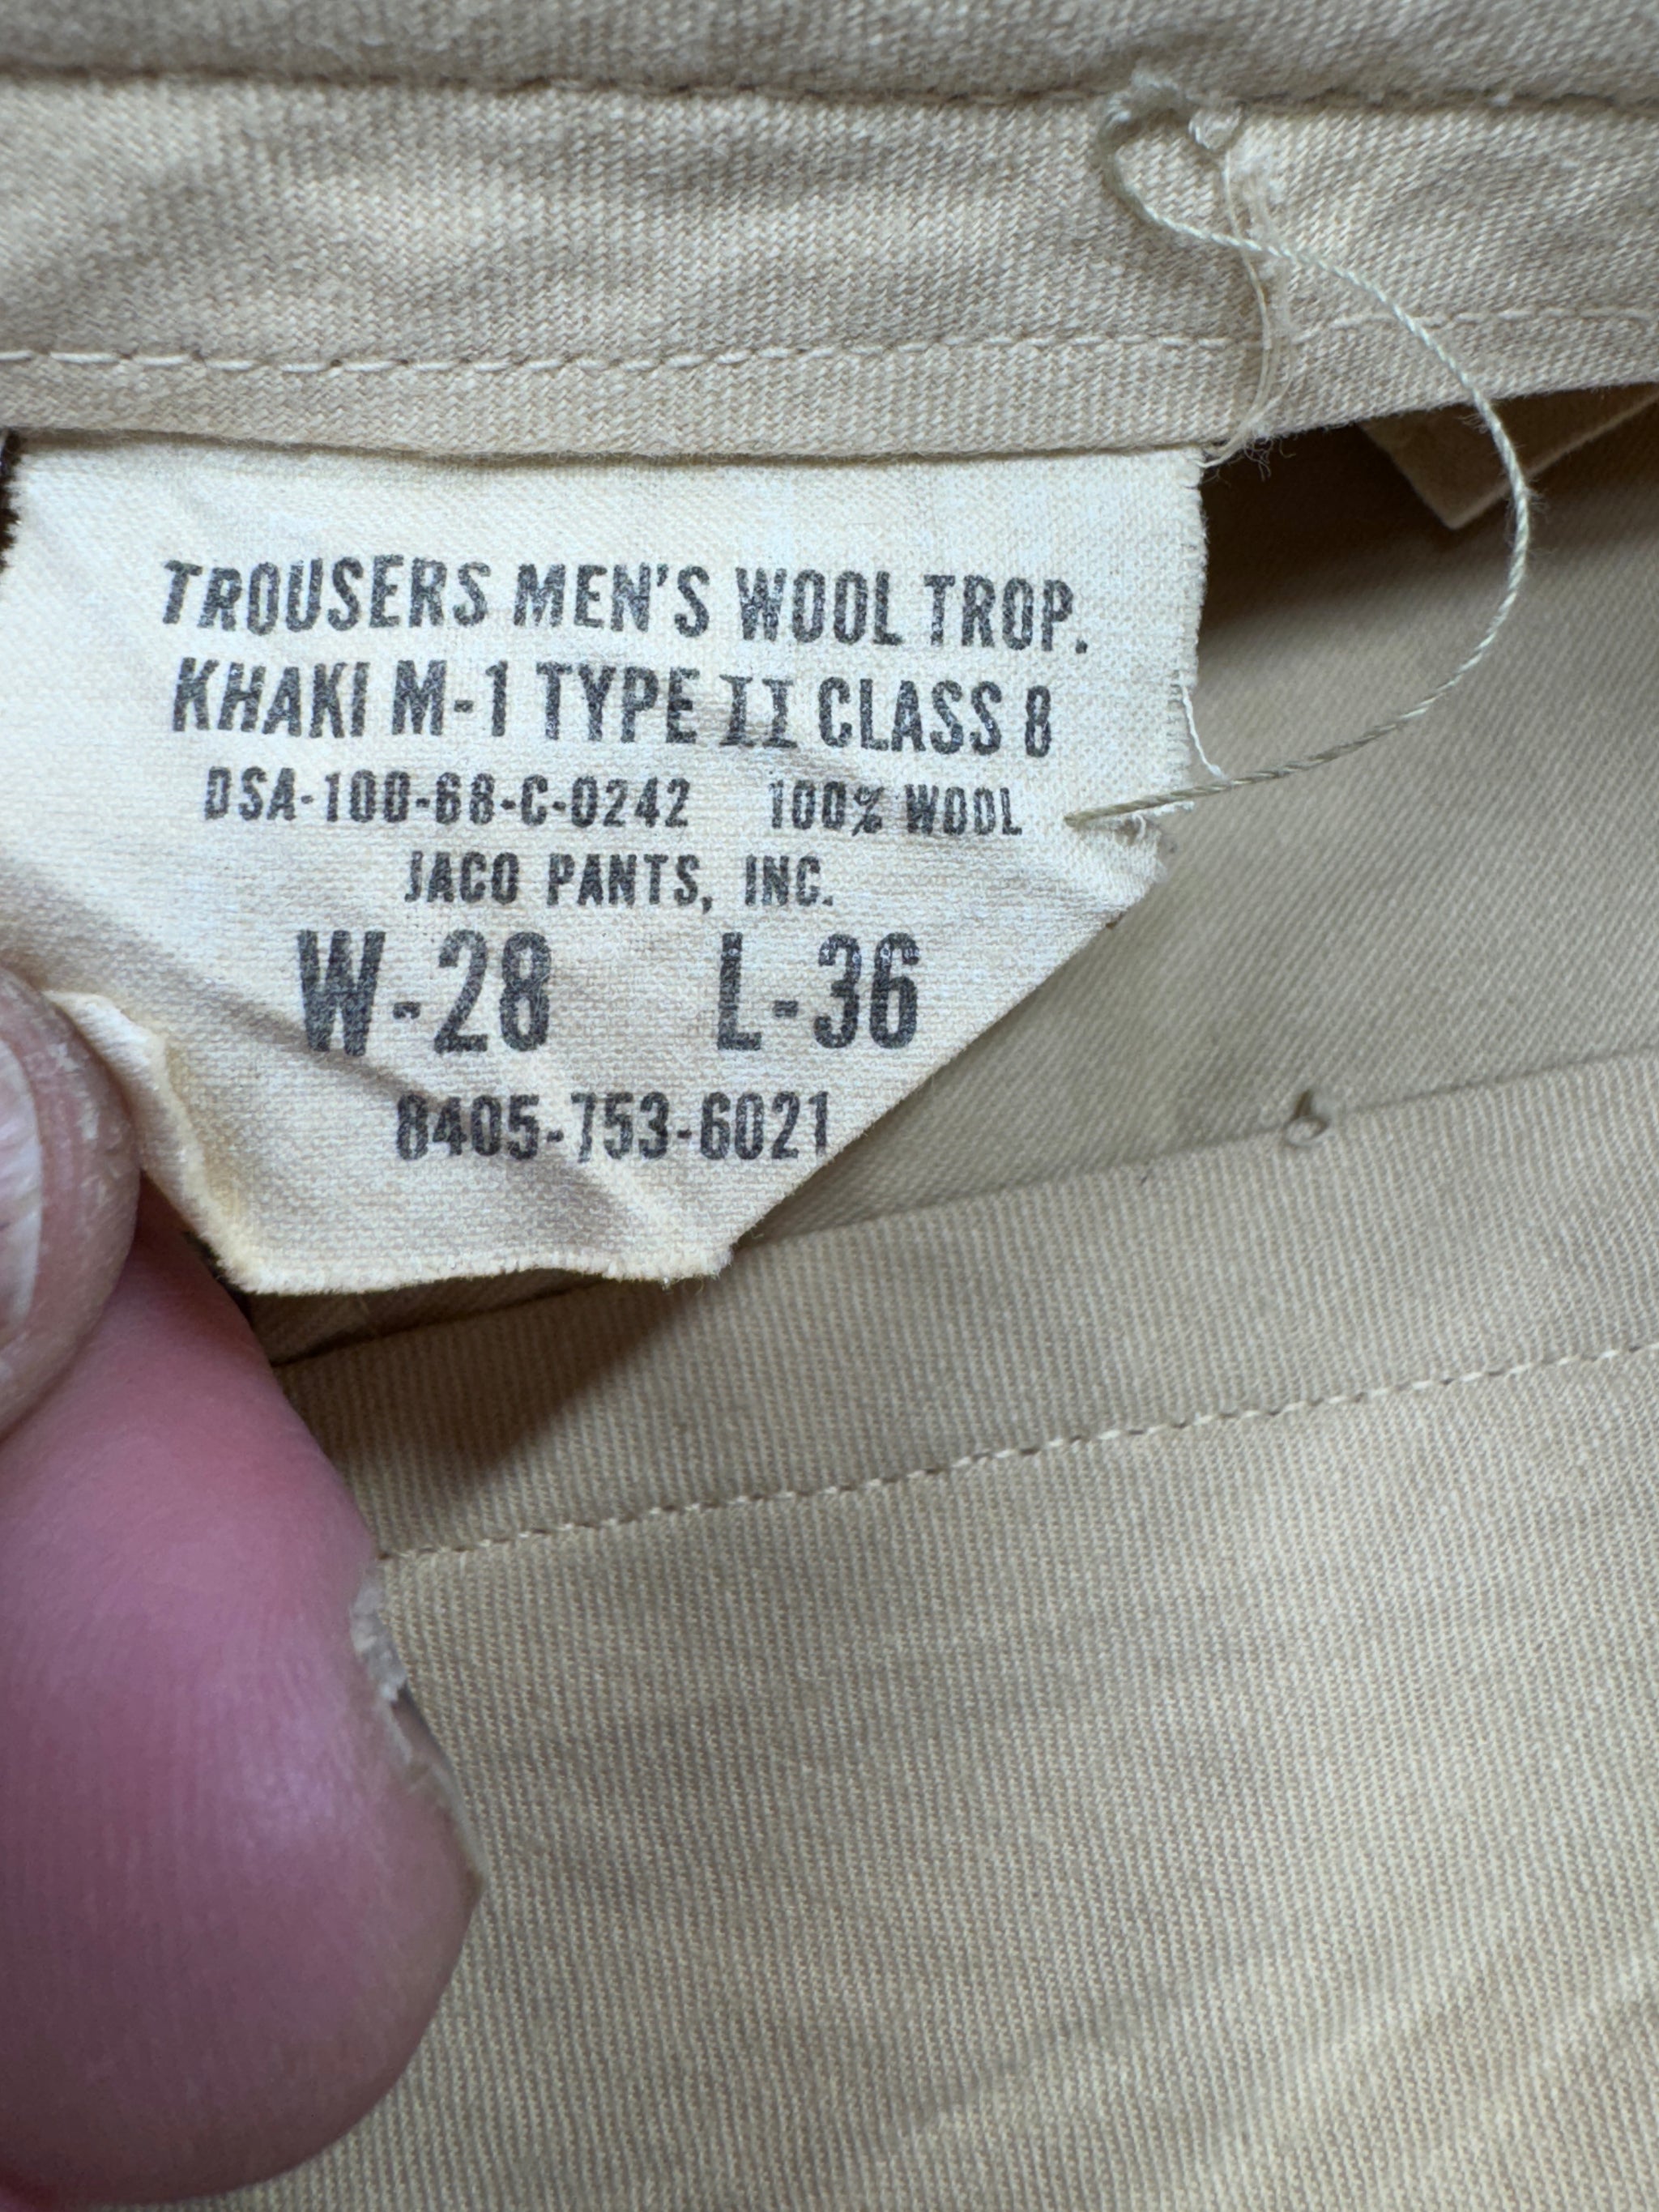 TROUSERS MEN'S WOOL TROP.
KHAKI M-1 TYPE II CLASS 8
DSA-100-68-C-0242 100% WOOL
JACO PANTS, INC.
W-28 L-36
8405-753-6021